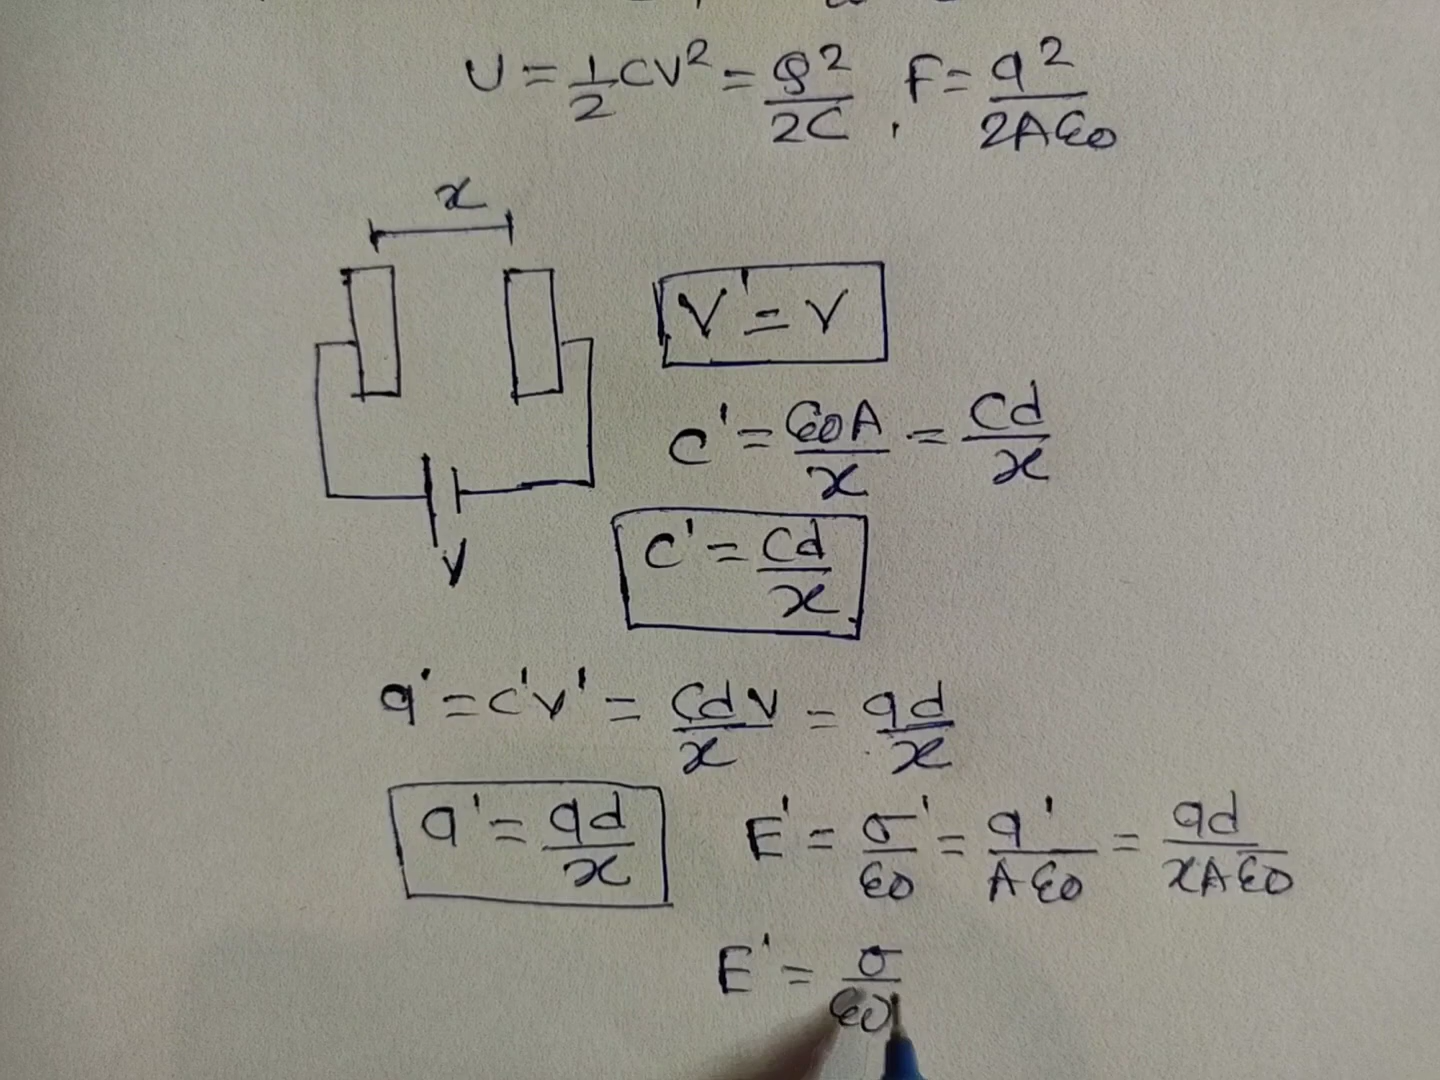 U = 1/2 CV² = Q²/2C , F = q²/2Aε0
x
V' = V
C' = ε0A/x = Cd/x
V
C' = Cd/x
q' = C'V' = CdV/x = qd/x
q' = qd/x E' = σ'/ε0 = q'/Aε0 = qd/xAε0
E' = σ/ε0